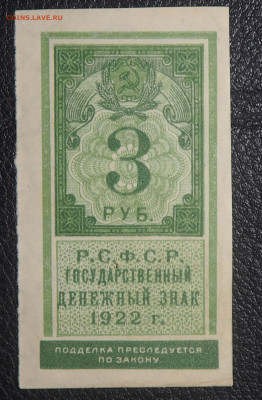 COINS.LAVE.RU
3
РУБ.
Р.С.Ф.С.Р.
ГОСУДАРСТВЕННЫЙ
ДЕНЕЖНЫЙ ЗНАК
1922 г.
ПОДДЕЛКА ПРЕСЛЕДУЕТСЯ
ПО ЗАКОНУ.